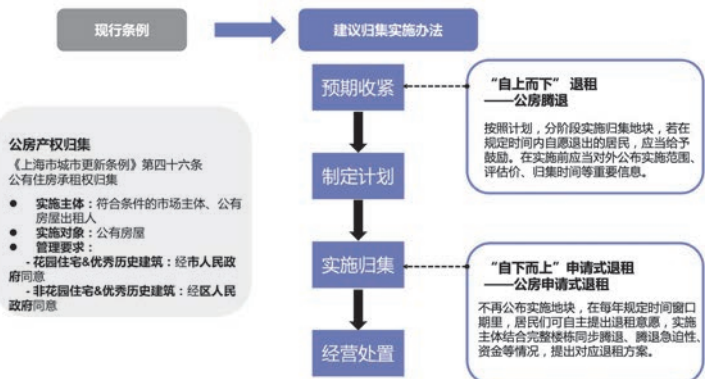 现行条例
建议归集实施办法
公房产权归集
《上海市城市更新条例》第四十六条
公有住房承租权归集
● 实施主体：符合条件的市场主体、公有
房屋出租人
● 实施对象：公有房屋
● 管理要求：
- 花园住宅&优秀历史建筑：经市人民政
府同意
- 非花园住宅&优秀历史建筑：经区人民
政府同意
预期收紧
制定计划
实施归集
经营处置
“自上而下” 退租
——公房腾退
按照计划，分阶段实施归集地块，若在
规定时间内自愿退出的居民，应当给予
鼓励。在实施前应当对外公布实施范围、
评估价、归集时间等重要信息。
“自下而上”申请式退租
——公房申请式退租
不再公布实施地块，在每年规定时间窗口
期里，居民们可自主提出退租意愿，实施
主体结合完整楼栋同步腾退、腾退急迫性、
资金等情况，提出对应退租方案。